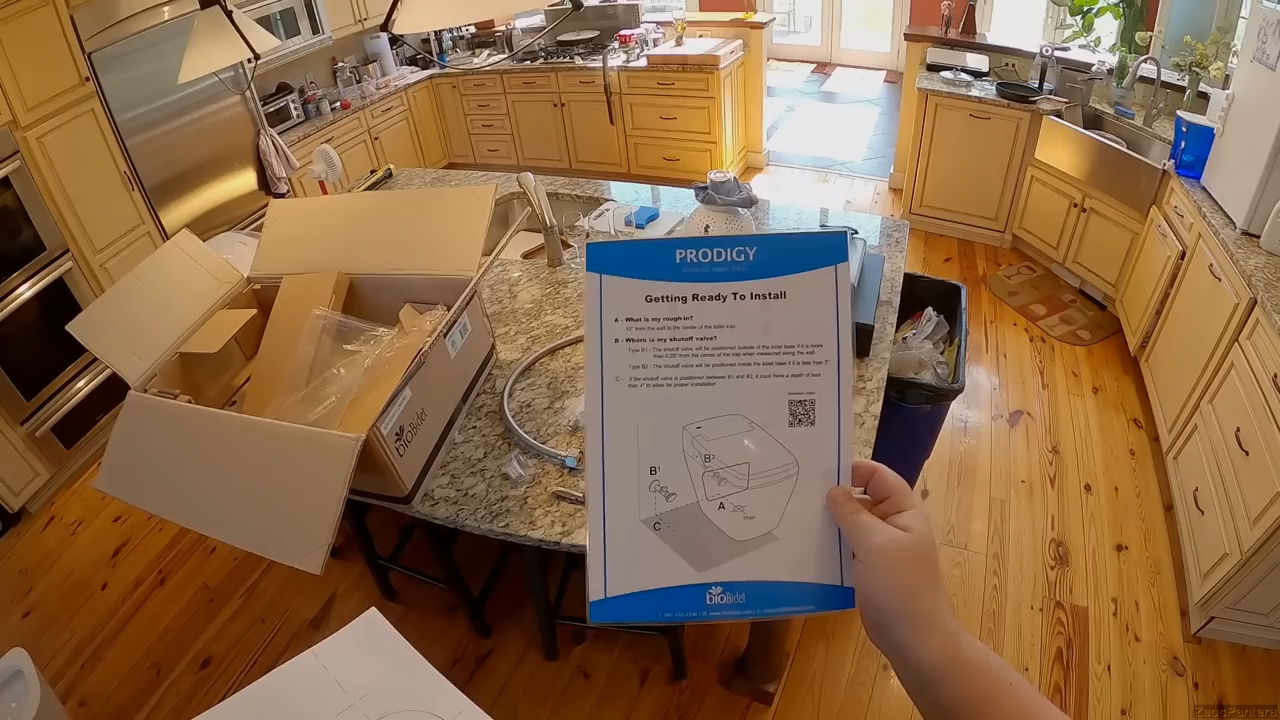 PRODIGY
ADVANCED SMART TOILET
Getting Ready To Install
A - What is my rough-in?
12" from the wall to the center of the toilet trap.
B - Where is my shutoff valve?
Type B1 - The shutoff valve will be positioned outside of the toilet base if it is more
than 5.25" from the center of the trap when measured along the wall.
Type B2 - The shutoff valve will be positioned inside the toilet base if it is less than 5".
C - If the shutoff valve is positioned between B1 and B2, it must have a depth of less
than 4" to allow for proper installation
B1
B2
A
C
bioBidet
bioBidet
ZacsPantera